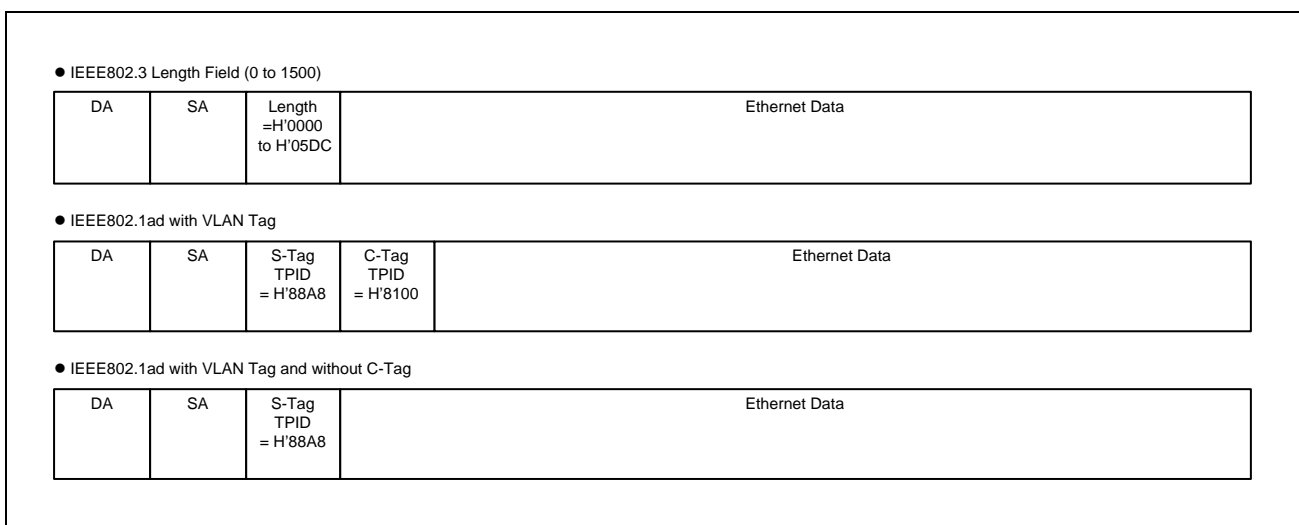 ● IEEE802.3 Length Field (0 to 1500)
DA SA Length Ethernet Data
=H'0000
to H'05DC
● IEEE802.1ad with VLAN Tag
DA SA S-Tag C-Tag Ethernet Data
TPID TPID
= H'88A8 = H'8100
● IEEE802.1ad with VLAN Tag and without C-Tag
DA SA S-Tag Ethernet Data
TPID
= H'88A8